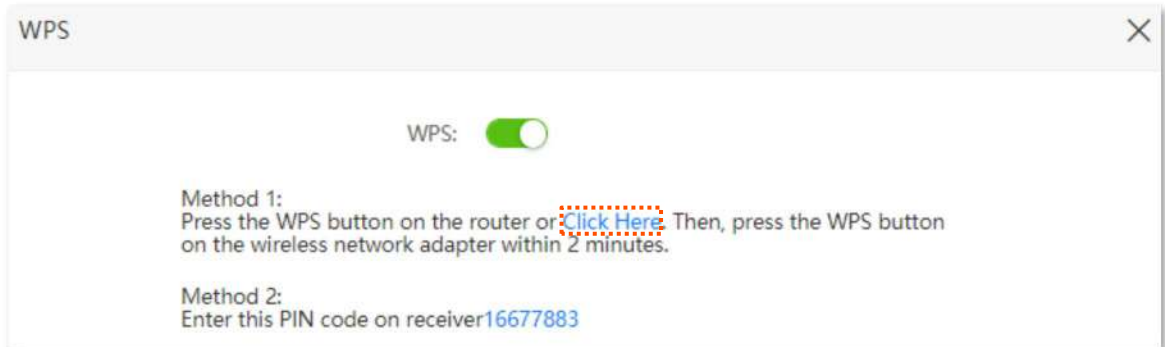 WPS
WPS:
Method 1:
Press the WPS button on the router or Click Here. Then, press the WPS button
on the wireless network adapter within 2 minutes.
Method 2:
Enter this PIN code on receiver16677883